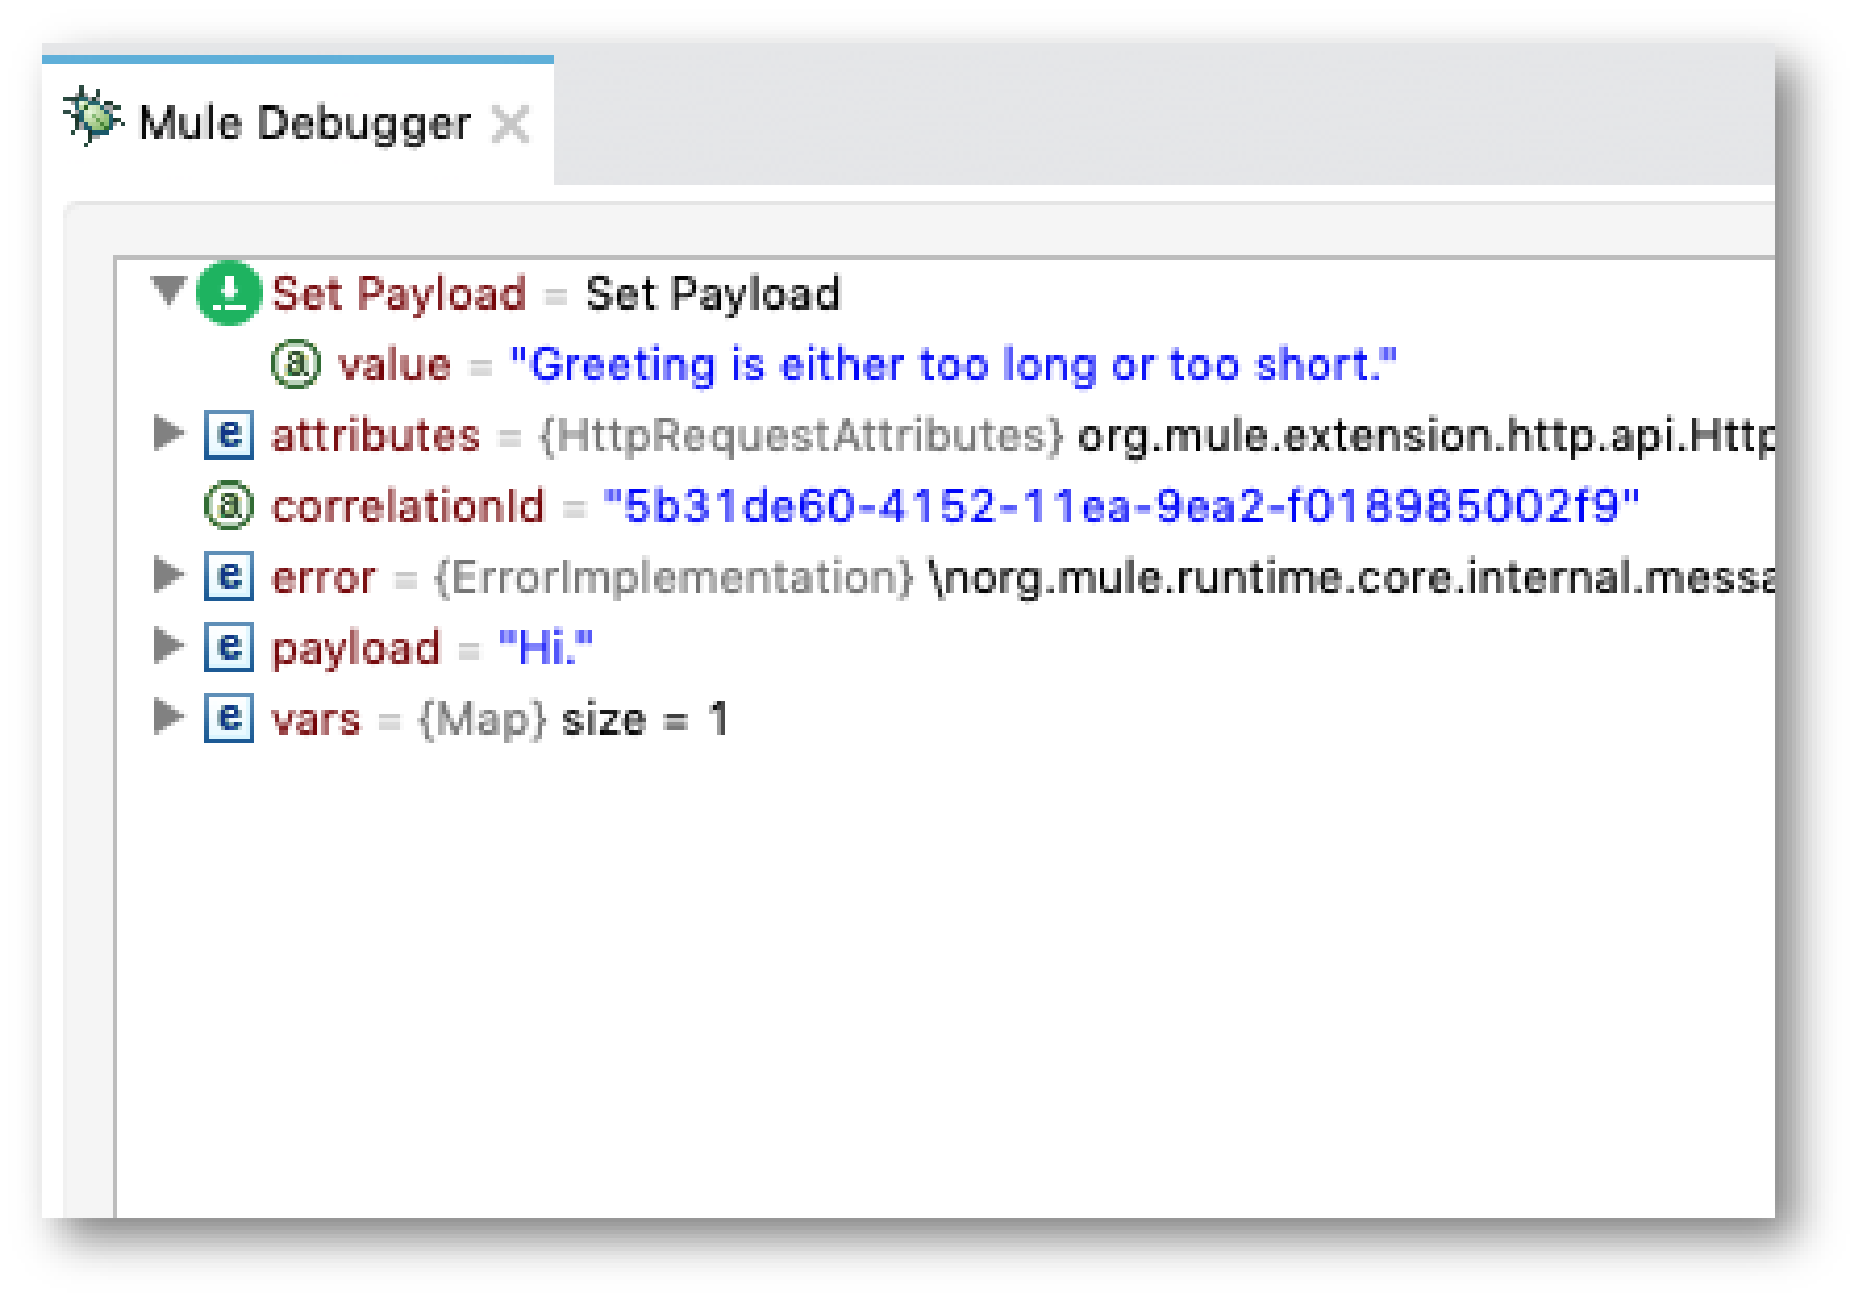 Mule Debugger
Set Payload = Set Payload
@ value = "Greeting is either too long or too short."
e attributes = {HttpRequestAttributes} org.mule.extension.http.api.Http
@ correlationId = "5b31de60-4152-11ea-9ea2-f018985002f9"
e error = {ErrorImplementation} \norg.mule.runtime.core.internal.messa
e payload = "Hi."
e vars = {Map} size = 1